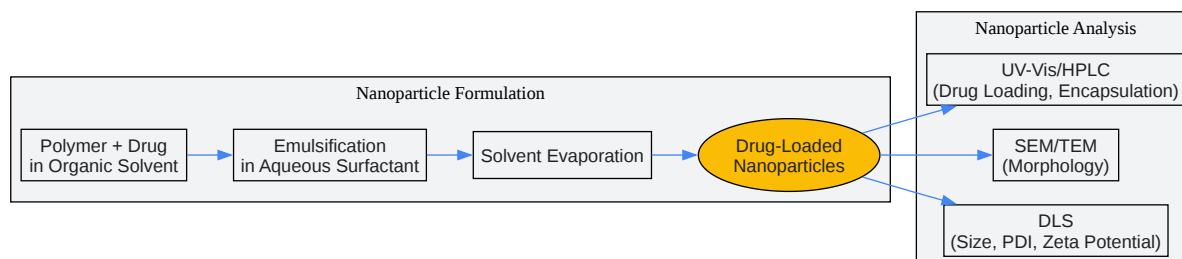 Nanoparticle Formulation
Polymer + Drug
in Organic Solvent
Emulsification
in Aqueous Surfactant
Solvent Evaporation
Drug-Loaded
Nanoparticles
Nanoparticle Analysis
UV-Vis/HPLC
(Drug Loading, Encapsulation)
SEM/TEM
(Morphology)
DLS
(Size, PDI, Zeta Potential)